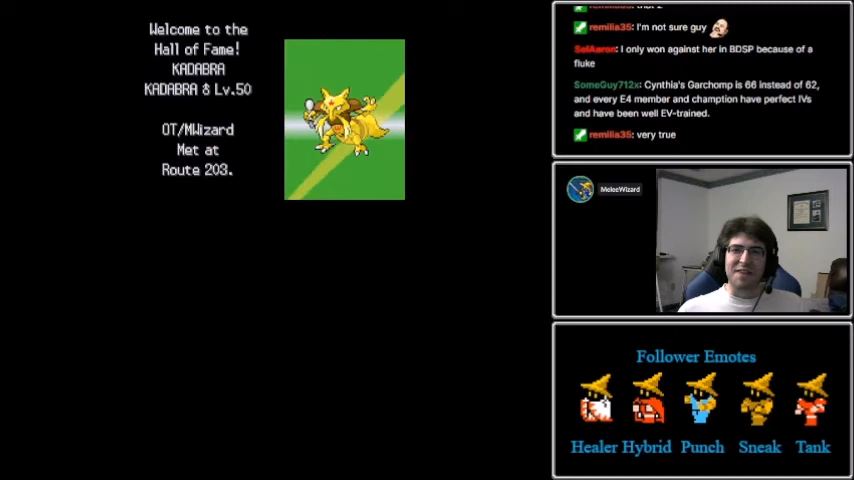 Welcome to the
Hall of Fame!
KADABRA
KADABRA ♂ Lv.50
OT/MWizard
Met at
Route 203.
remilia35: I'm not sure guy
SolAaron: I only won against her in BDSP because of a
fluke
SomeGuy712x: Cynthia's Garchomp is 66 instead of 62,
and every E4 member and champion have perfect IVs
and have been well EV-trained.
remilia35: very true
MeleeWizard
Follower Emotes
Healer Hybrid Punch Sneak Tank